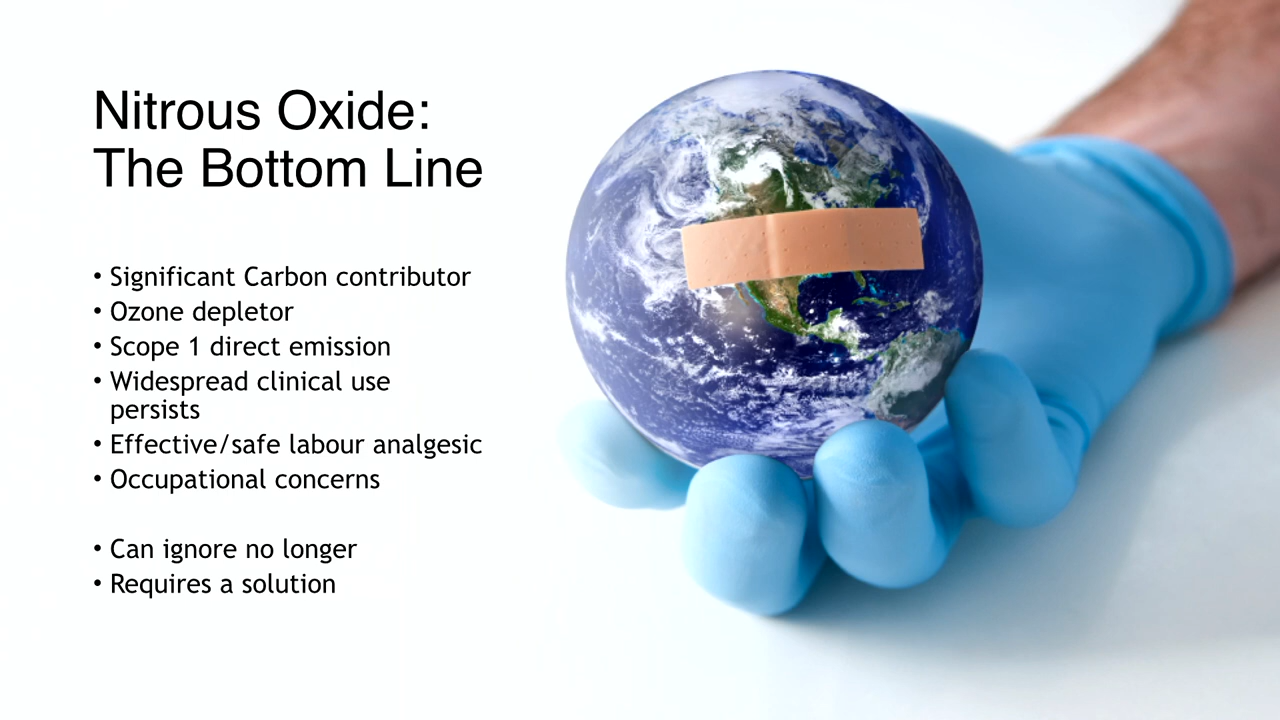 Nitrous Oxide:
The Bottom Line
• Significant Carbon contributor
• Ozone depletor
• Scope 1 direct emission
• Widespread clinical use
persists
• Effective/safe labour analgesic
• Occupational concerns
• Can ignore no longer
• Requires a solution